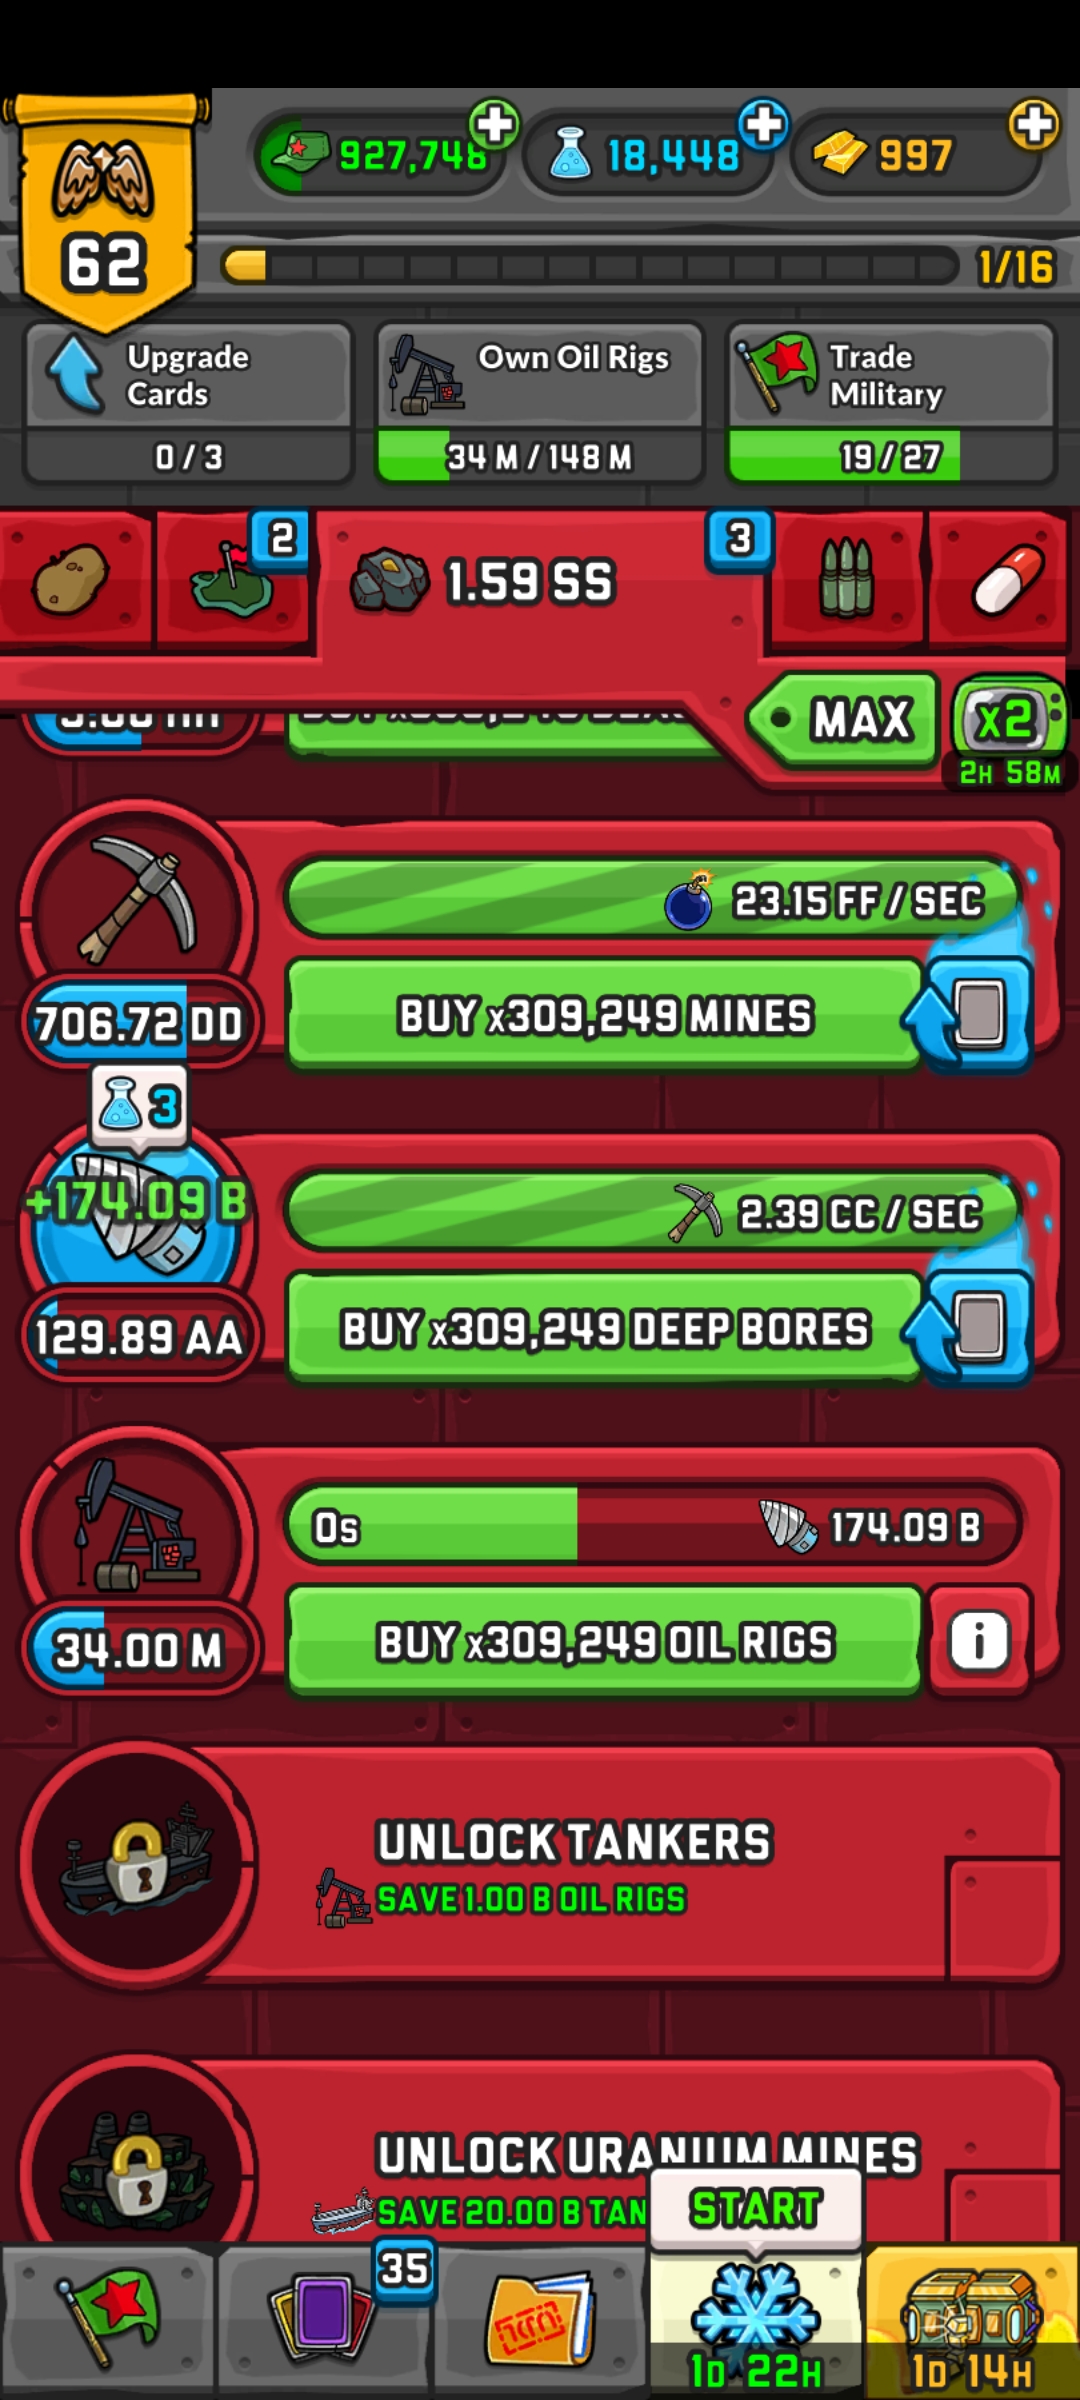 62
927,748
18,448
997
1/16
Upgrade
Cards
0 / 3
Own Oil Rigs
34 M / 148 M
Trade
Military
19 / 27
2
1.59 SS
3
MAX
x2
2H 58M
23.15 FF / SEC
706.72 DD
BUY x309,249 MINES
3
+174.09 B
2.39 CC / SEC
129.89 AA
BUY x309,249 DEEP BORES
0s
174.09 B
34.00 M
BUY x309,249 OIL RIGS
i
UNLOCK TANKERS
SAVE 1.00 B OIL RIGS
UNLOCK URANIUM MINES
SAVE 20.00 B TAN
START
35
1D 22H
1D 14H